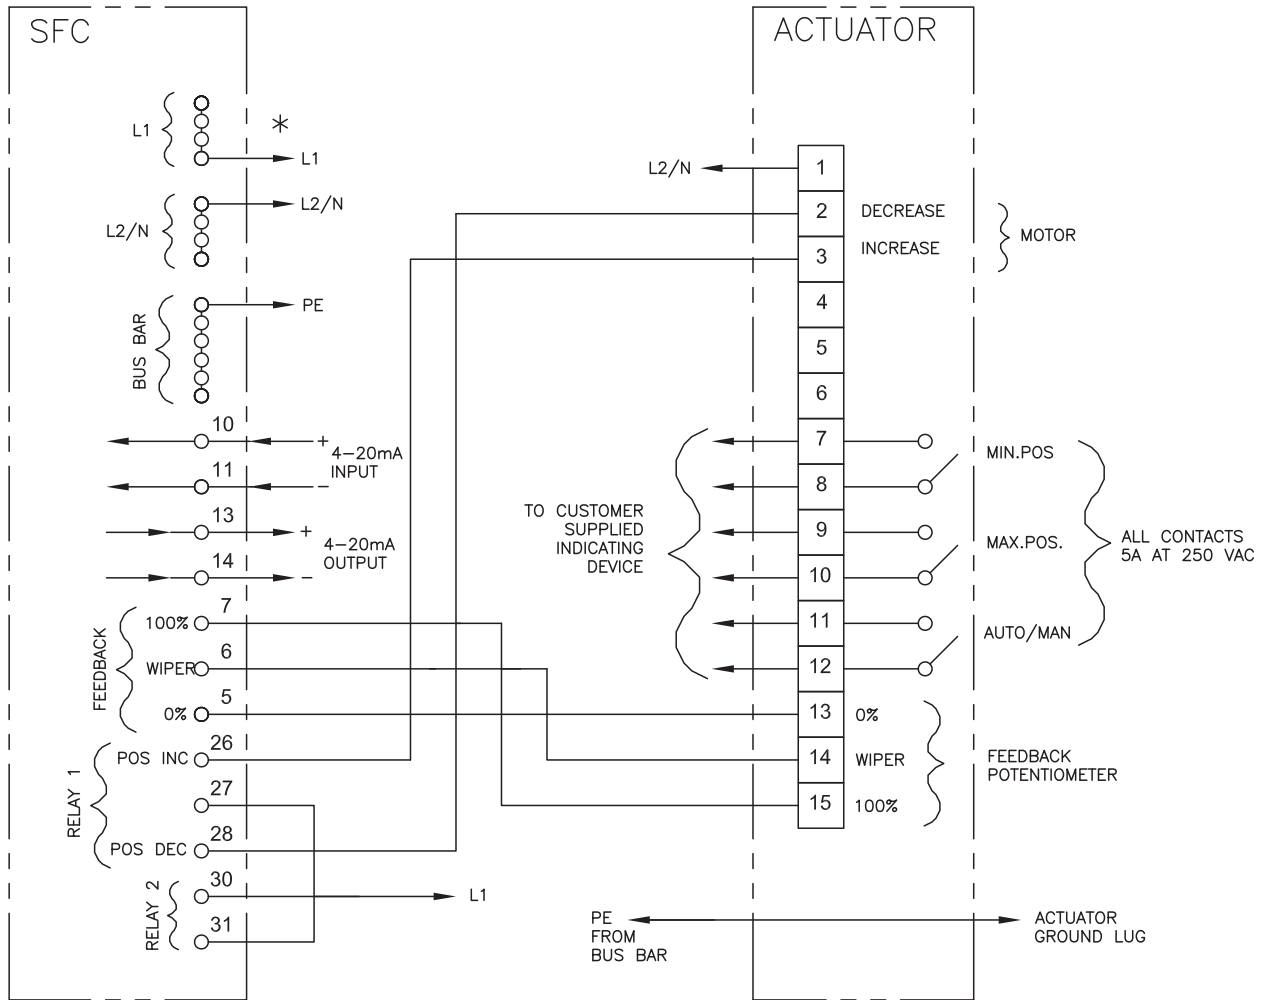 SFC
ACTUATOR
L1
*
L1
L2/N
L2/N
BUS BAR
PE
10
+
4-20mA
INPUT
11
-
13
+
4-20mA
OUTPUT
14
-
FEEDBACK
7
100%
6
WIPER
5
0%
RELAY 1
26
POS INC
27
28
POS DEC
RELAY 2
30
L1
31
L2/N
1
2
DECREASE
3
INCREASE
MOTOR
4
5
6
7
MIN.POS
8
9
MAX.POS.
10
11
AUTO/MAN
12
TO CUSTOMER
SUPPLIED
INDICATING
DEVICE
ALL CONTACTS
5A AT 250 VAC
13
0%
14
WIPER
15
100%
FEEDBACK
POTENTIOMETER
PE
FROM
BUS BAR
ACTUATOR
GROUND LUG